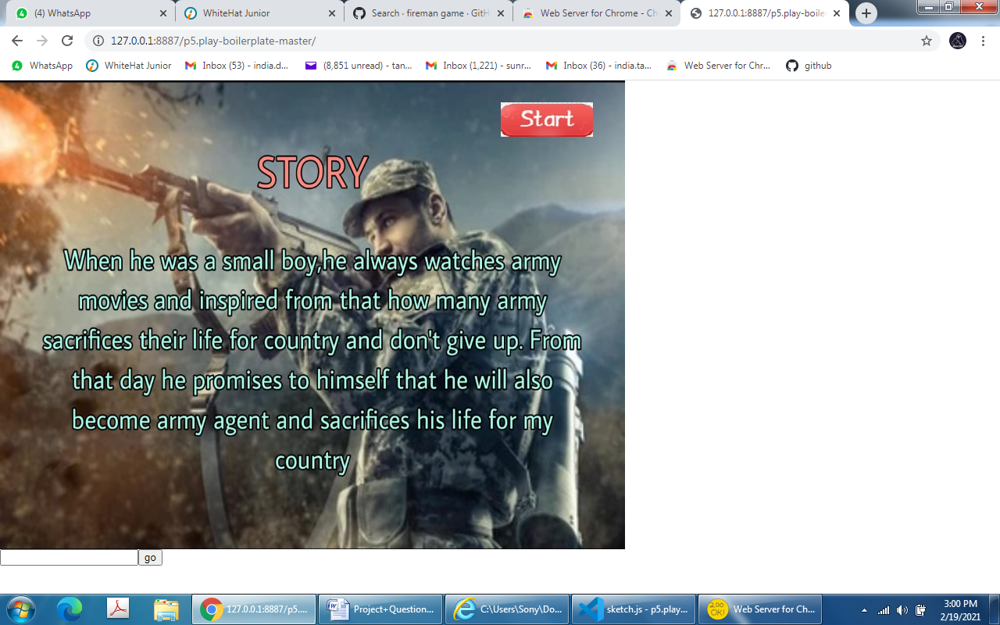 (4) WhatsApp
WhiteHat Junior
Search · fireman game · GitH
Web Server for Chrome - Ch
127.0.0.1:8887/p5.play-boile
127.0.0.1:8887/p5.play-boilerplate-master/
WhatsApp
WhiteHat Junior
Inbox (53) - india.d...
(8,851 unread) - tan...
Inbox (1,221) - sunr...
Inbox (36) - india.ta...
Web Server for Chr...
github
Start
STORY
When he was a small boy,he always watches army
movies and inspired from that how many army
sacrifices their life for country and don't give up. From
that day he promises to himself that he will also
become army agent and sacrifices his life for my
country
go
127.0.0.1:8887/p5....
Project+Question...
C:\Users\Sony\Do...
sketch.js - p5.play...
200 OK!
Web Server for Ch...
3:00 PM
2/19/2021